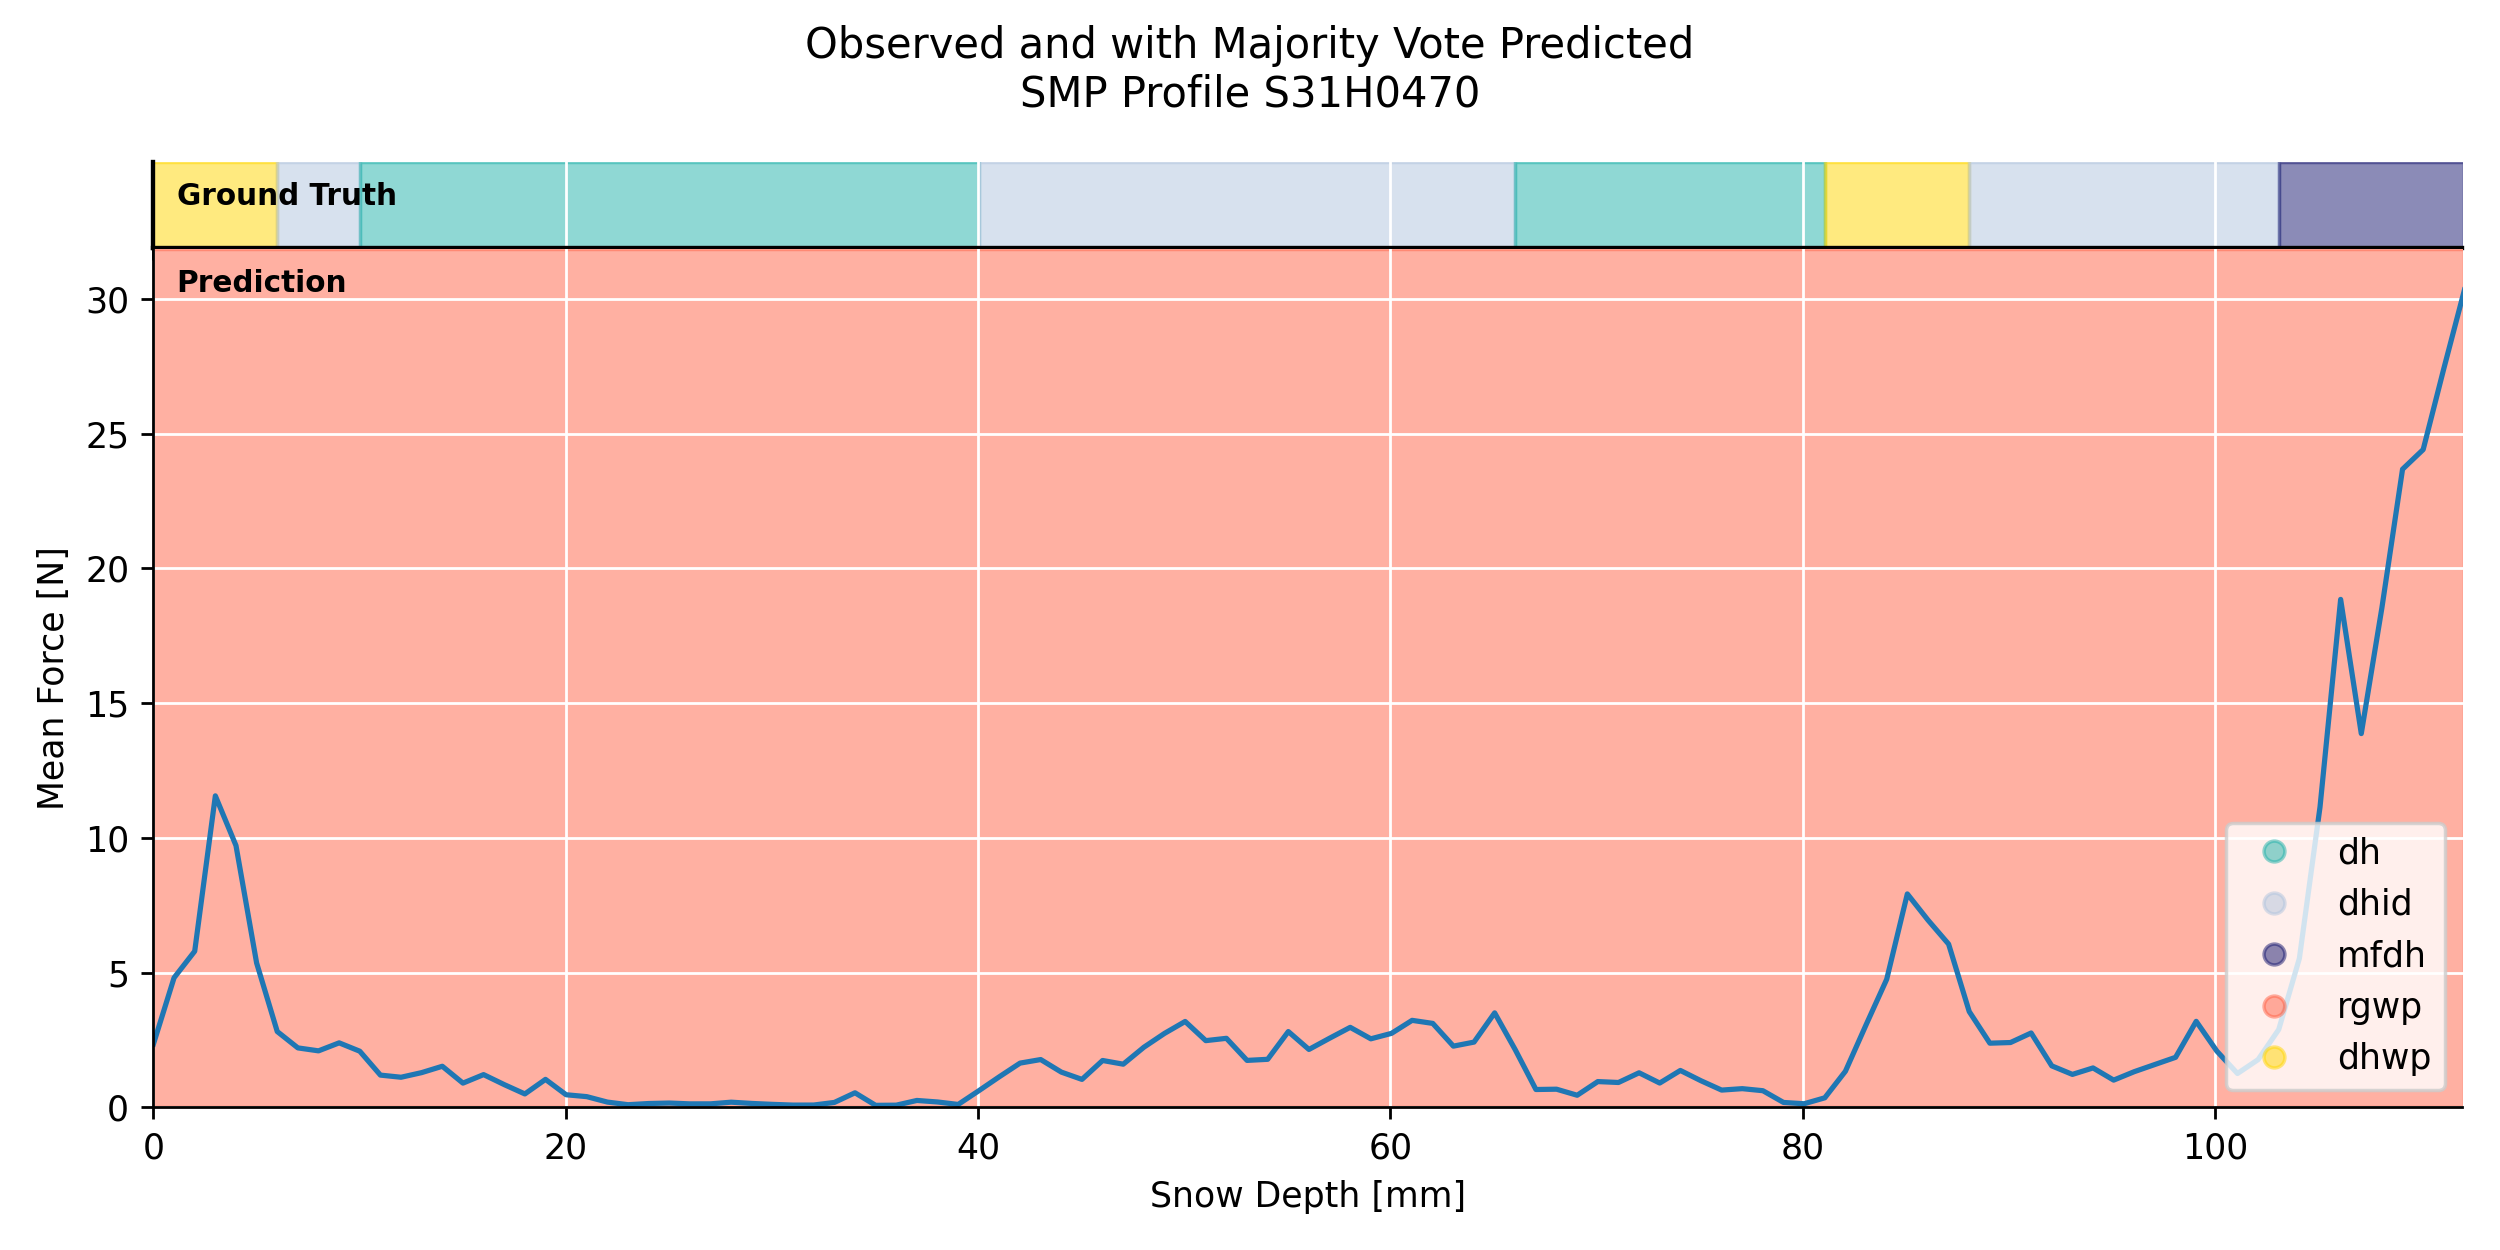 Observed and with Majority Vote Predicted
SMP Profile S31H0470
Ground Truth
Prediction
30
25
20
15
10
5
0
Mean Force [N]
dh
dhid
mfdh
rgwp
dhwp
0 20 40 60 80 100
Snow Depth [mm]